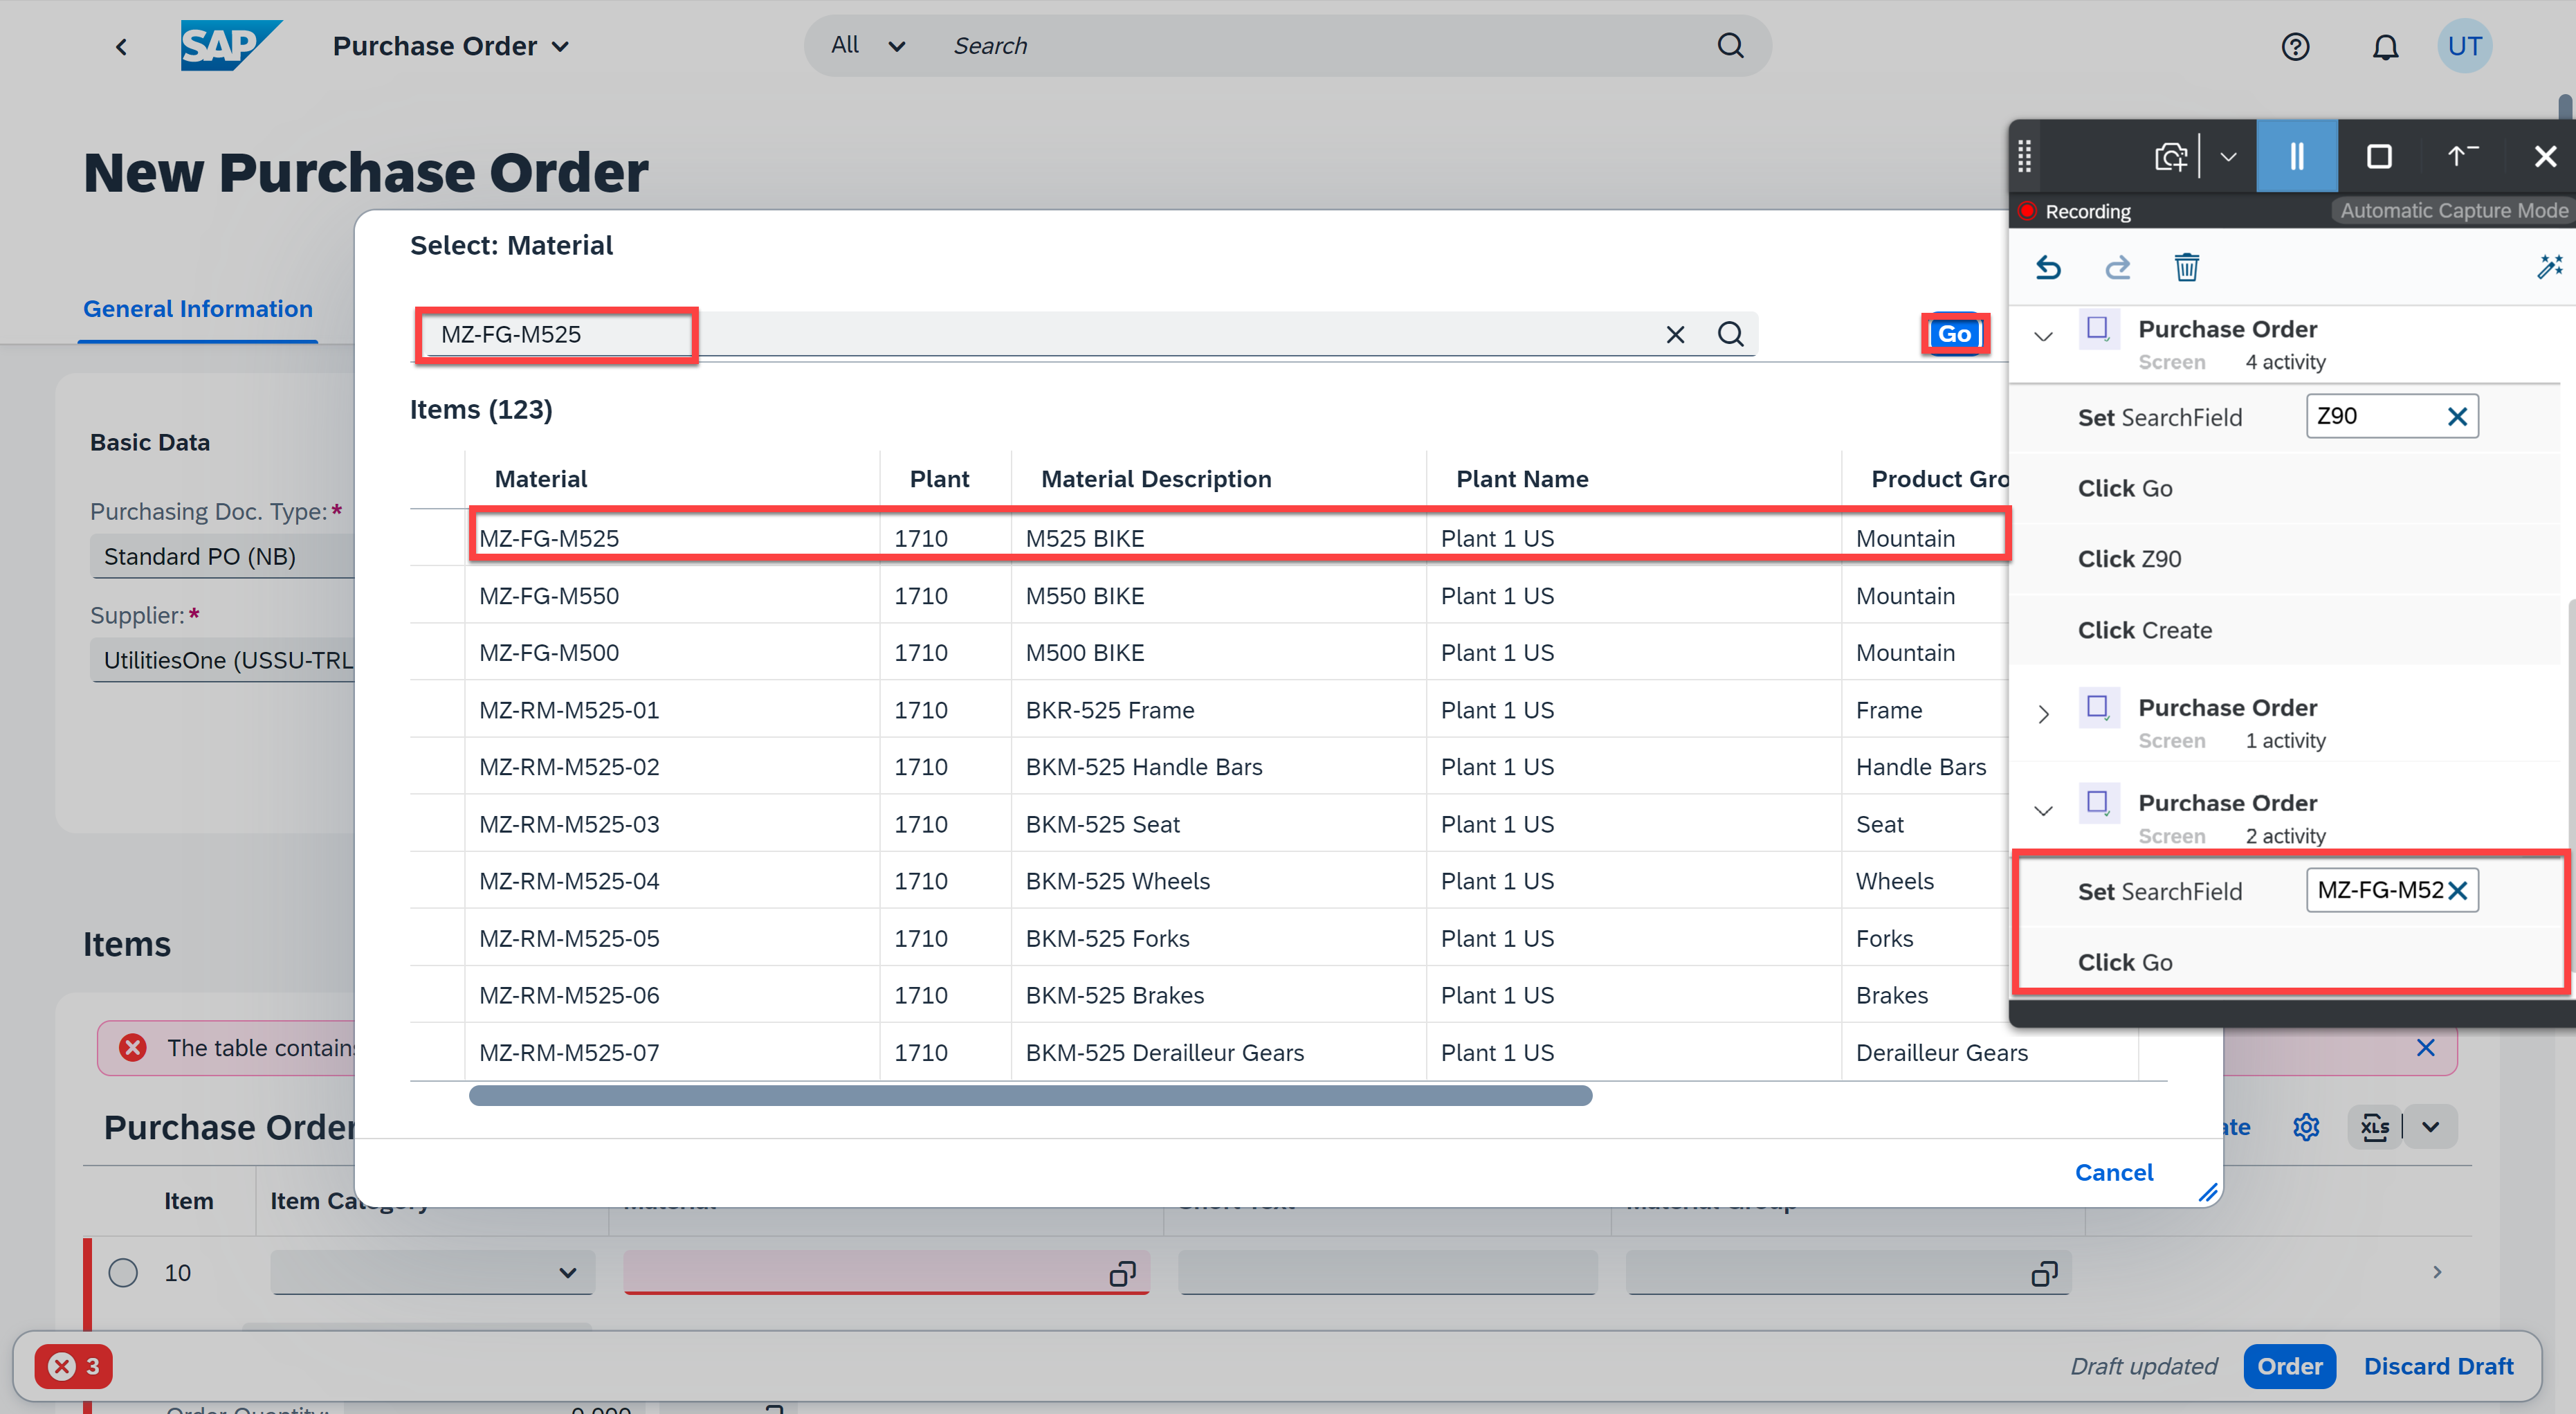 SAP
Purchase Order
All
Search
UT
New Purchase Order
General Information
Basic Data
Purchasing Doc. Type:*
Standard PO (NB)
Supplier:*
UtilitiesOne (USSU-TRL
Items
The table contains
Purchase Order
ate
XLS
Item
Item Category
10
3
Draft updated
Order
Discard Draft
Order Quantity:
0.000
Select: Material
MZ-FG-M525
Go
Items (123)
Material Plant Material Description Plant Name Product Gro
MZ-FG-M525 1710 M525 BIKE Plant 1 US Mountain
MZ-FG-M550 1710 M550 BIKE Plant 1 US Mountain
MZ-FG-M500 1710 M500 BIKE Plant 1 US Mountain
MZ-RM-M525-01 1710 BKR-525 Frame Plant 1 US Frame
MZ-RM-M525-02 1710 BKM-525 Handle Bars Plant 1 US Handle Bars
MZ-RM-M525-03 1710 BKM-525 Seat Plant 1 US Seat
MZ-RM-M525-04 1710 BKM-525 Wheels Plant 1 US Wheels
MZ-RM-M525-05 1710 BKM-525 Forks Plant 1 US Forks
MZ-RM-M525-06 1710 BKM-525 Brakes Plant 1 US Brakes
MZ-RM-M525-07 1710 BKM-525 Derailleur Gears Plant 1 US Derailleur Gears
Cancel
Recording
Automatic Capture Mode
Purchase Order
Screen 4 activity
Set SearchField Z90
Click Go
Click Z90
Click Create
Purchase Order
Screen 1 activity
Purchase Order
Screen 2 activity
Set SearchField MZ-FG-M52
Click Go